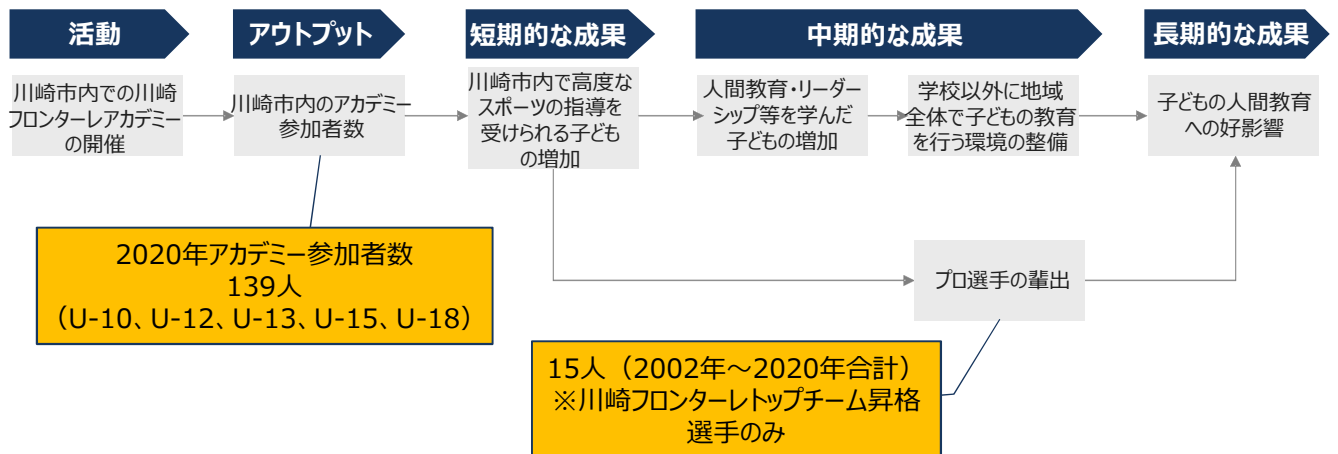 活動
アウトプット
短期的な成果
中期的な成果
長期的な成果
川崎市内での川崎
フロンターレアカデミー
の開催
川崎市内のアカデミー
参加者数
川崎市内で高度な
スポーツの指導を
受けられる子ども
の増加
人間教育・リーダー
シップ等を学んだ
子どもの増加
学校以外に地域
全体で子どもの教育
を行う環境の整備
子どもの人間教育
への好影響
2020年アカデミー参加者数
139人
（U-10、U-12、U-13、U-15、U-18）
プロ選手の輩出
15人（2002年～2020年合計）
※川崎フロンターレトップチーム昇格
選手のみ